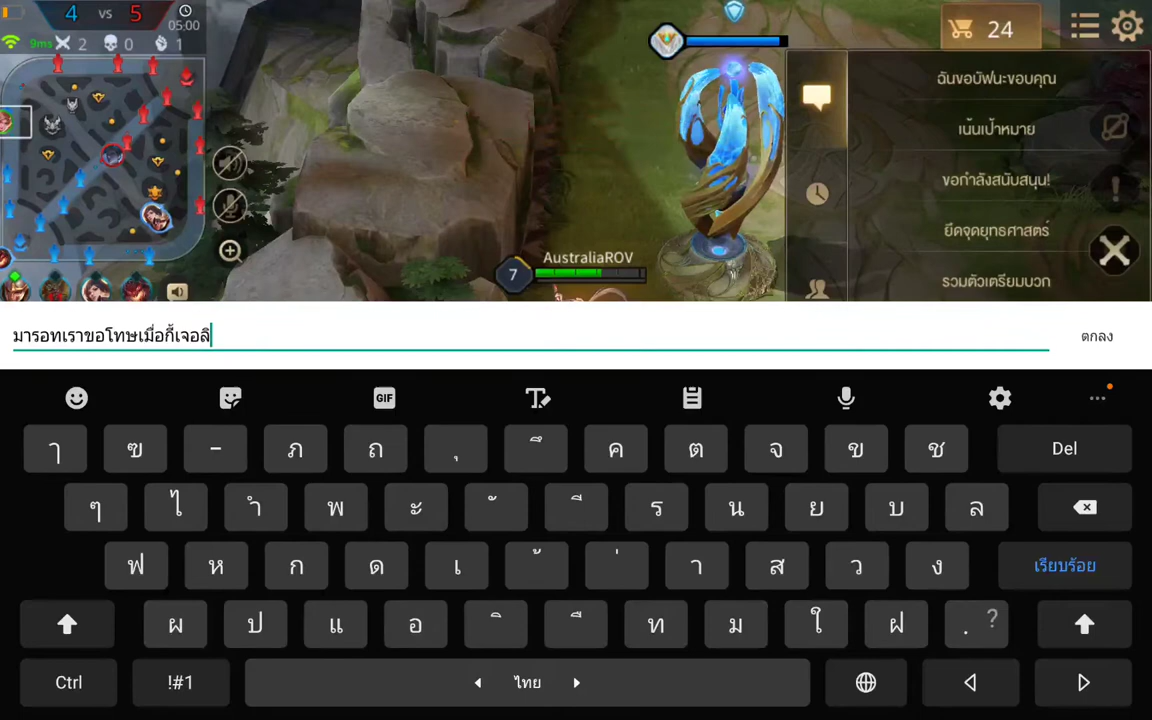 4 vs 5
05:00
9ms 2 0 1
24
ฉันขอบัฟนะขอบคุณ
เน้นเป้าหมาย
ขอกำลังสนับสนุน!
ยึดจุดยุทธศาสตร์
รวมตัวเตรียมบวก
AustraliaROV
7
มารอทเราขอโทษเมื่อกี้เจอลิ
ตกลง
GIF
ๅ ฃ - ภ ถ ุ ึ ค ต จ ข ช Del
ๆ ไ ำ พ ะ ั ี ร น ย บ ล
ฟ ห ก ด เ ้ ่ า ส ว ง เรียบร้อย
ผ ป แ อ ิ ื ท ม ใ ฝ . ?
Ctrl !#1 ไทย